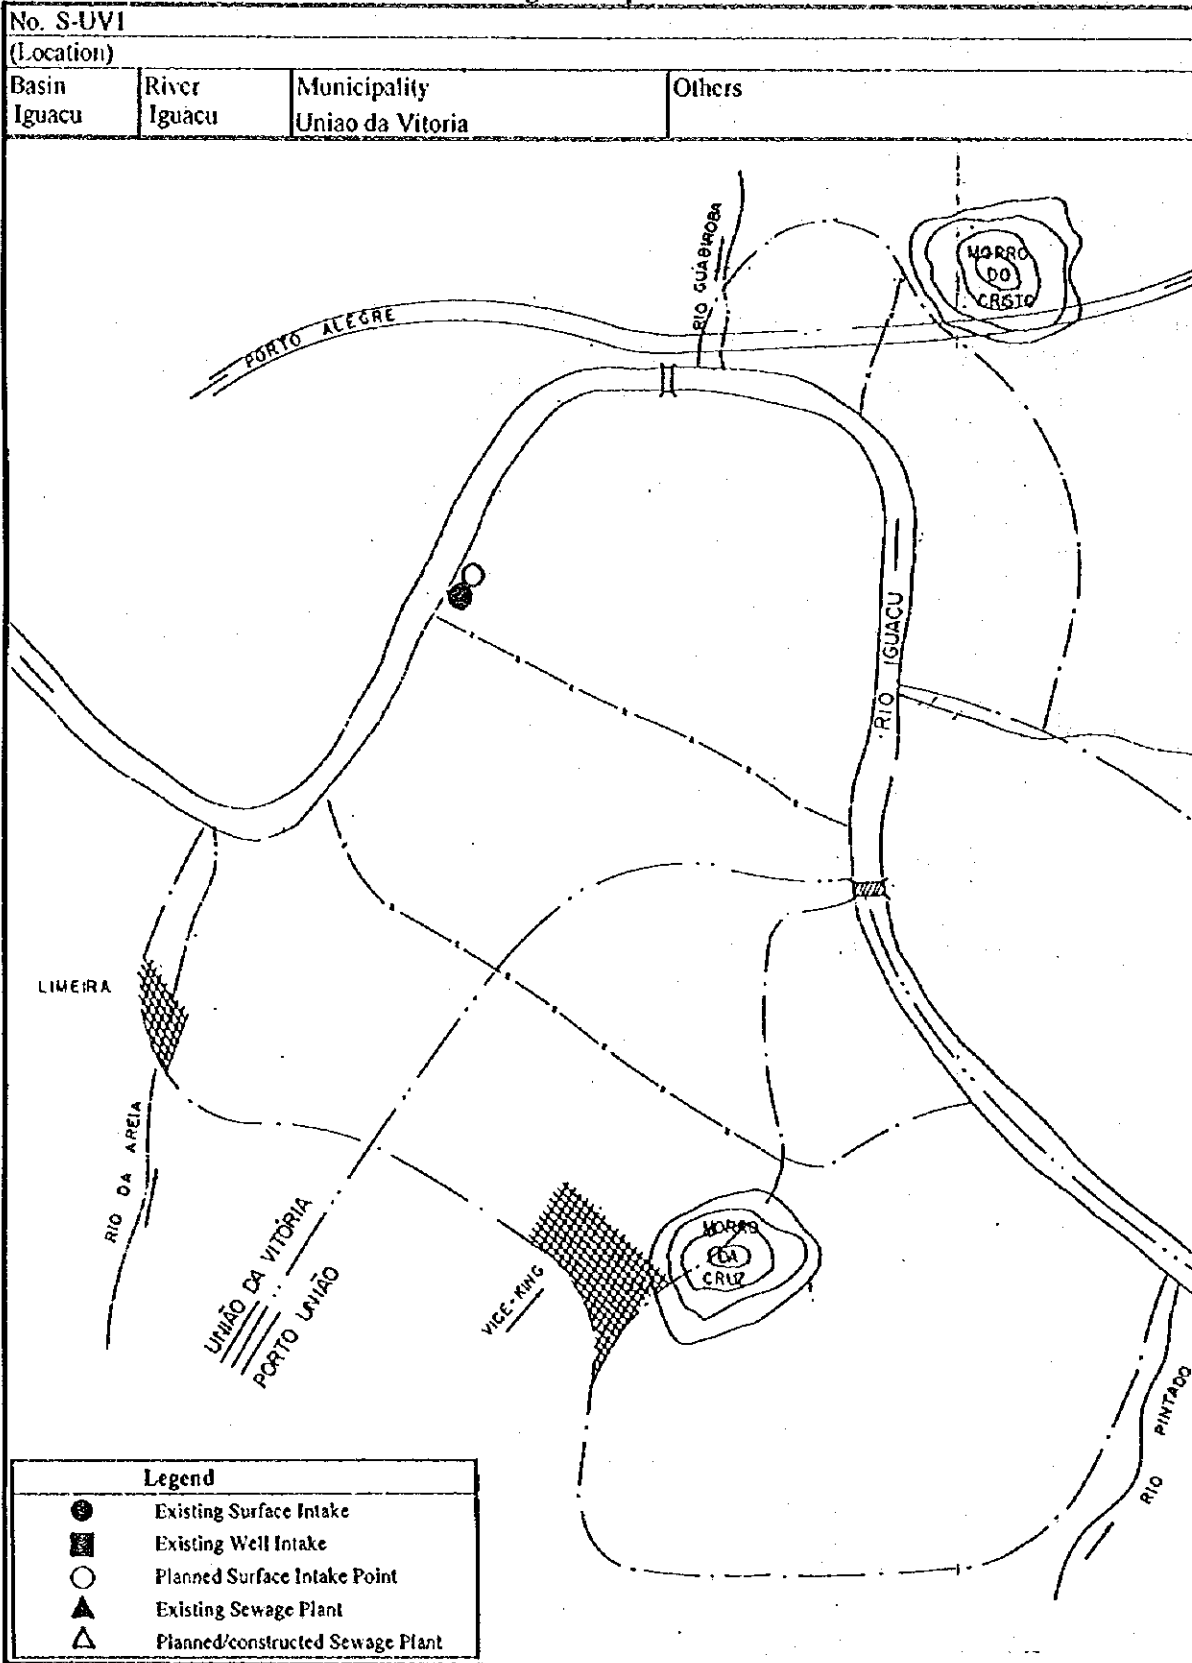 No. S-UV1
(Location)
Basin
Iguacu
River
Iguacu
Municipality
Uniao da Vitoria
Others
RIO GUABIROBA
MORRO
DO
CRISTO
PORTO ALEGRE
RIO IGUACU
LIMEIRA
RIO DA AREIA
UNIÃO DA VITÓRIA
PORTO UNIÃO
VICE-KING
MORRO
DA
CRUZ
RIO PINTADO
Legend
Existing Surface Intake
Existing Well Intake
Planned Surface Intake Point
Existing Sewage Plant
Planned/constructed Sewage Plant